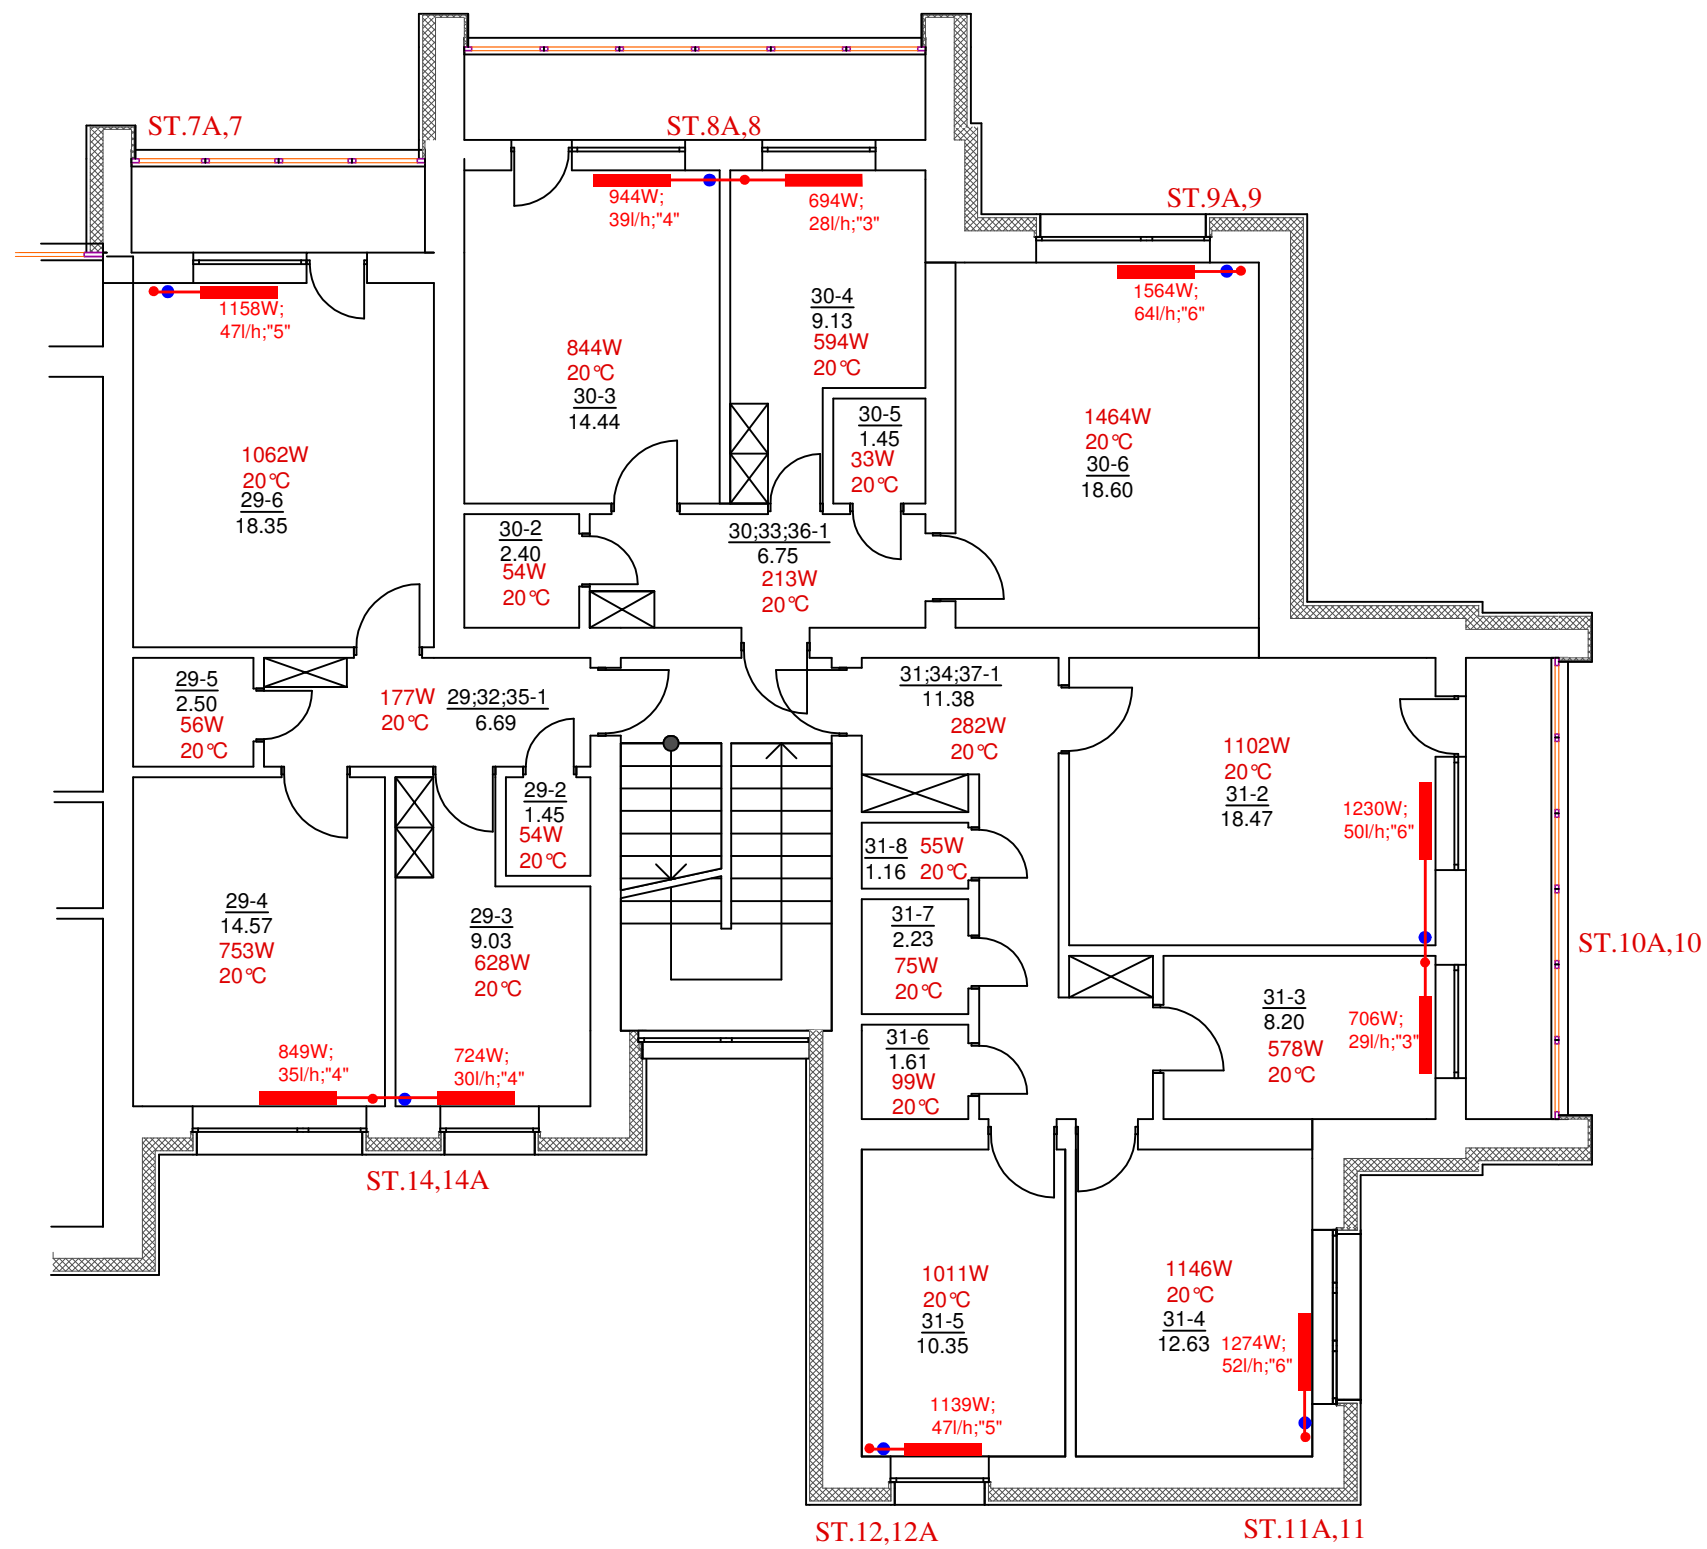 ST.7A,7
ST.8A,8
ST.9A,9
944W;
39l/h;"4"
694W;
28l/h;"3"
1564W;
64l/h;"6"
1158W;
47l/h;"5"
844W
20°C
30-3
14.44
30-4
9.13
594W
20°C
30-5
1.45
33W
20°C
1464W
20°C
30-6
18.60
1062W
20°C
29-6
18.35
30-2
2.40
54W
20°C
30;33;36-1
6.75
213W
20°C
29-5
2.50
56W
20°C
177W
20°C
29;32;35-1
6.69
31;34;37-1
11.38
282W
20°C
1102W
20°C
31-2
18.47
1230W;
50l/h;"6"
29-2
1.45
54W
20°C
31-8
1.16
55W
20°C
29-4
14.57
753W
20°C
29-3
9.03
628W
20°C
31-7
2.23
75W
20°C
ST.10A,10
31-3
8.20
578W
20°C
706W;
29l/h;"3"
31-6
1.61
99W
20°C
849W;
35l/h;"4"
724W;
30l/h;"4"
ST.14,14A
1011W
20°C
31-5
10.35
1146W
20°C
31-4
12.63
1274W;
52l/h;"6"
1139W;
47l/h;"5"
ST.12,12A
ST.11A,11